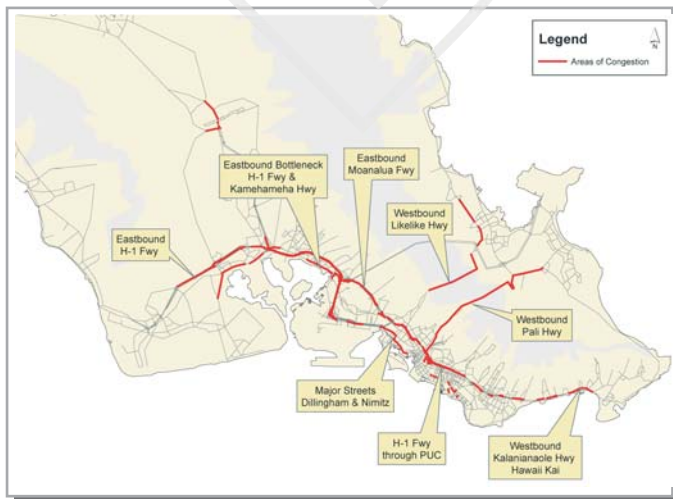 Legend
N
Areas of Congestion
Eastbound Bottleneck
H-1 Fwy &
Kamehameha Hwy
Eastbound
Moanalua Fwy
Westbound
Likelike Hwy
Eastbound
H-1 Fwy
Westbound
Pali Hwy
Major Streets
Dillingham & Nimitz
H-1 Fwy
through PUC
Westbound
Kalanianaole Hwy
Hawaii Kai